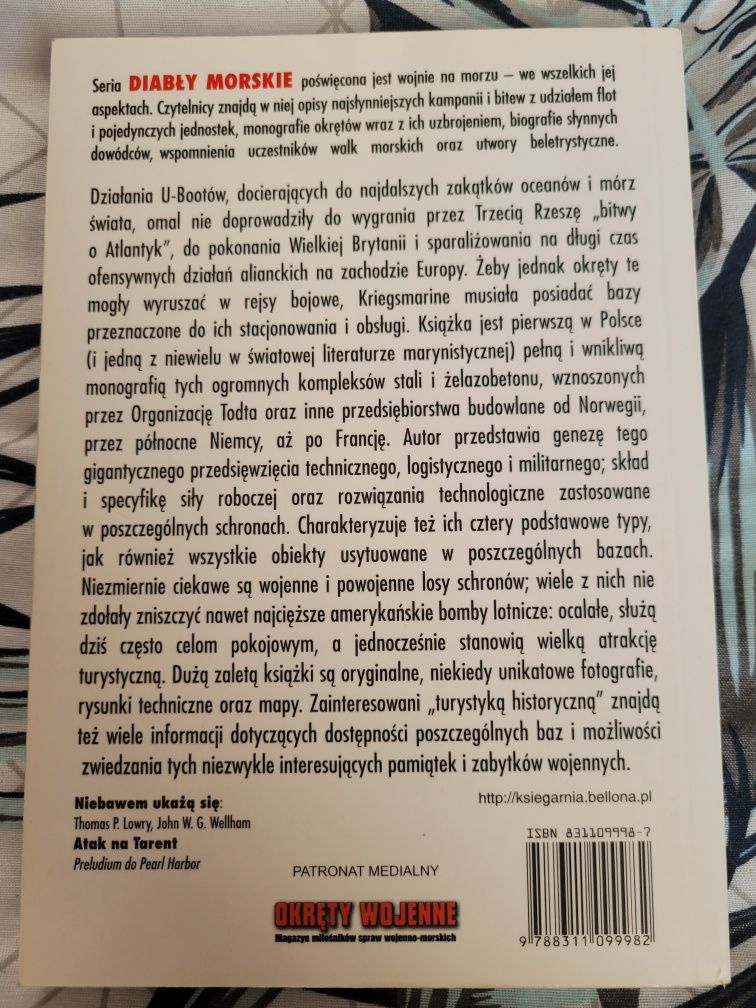 Seria DIABŁY MORSKIE poświęcona jest wojnie na morzu – we wszelkich jej
aspektach. Czytelnicy znajdą w niej opisy najsłynniejszych kampanii i bitew z udziałem flot
i pojedynczych jednostek, monografie okrętów wraz z ich uzbrojeniem, biografie słynnych
dowódców, wspomnienia uczestników walk morskich oraz utwory beletrystyczne.
Działania U-Bootów, docierających do najdalszych zakątków oceanów i mórz
świata, omal nie doprowadziły do wygrania przez Trzecią Rzeszę „bitwy
o Atlantyk”, do pokonania Wielkiej Brytanii i sparaliżowania na długi czas
ofensywnych działań alianckich na zachodzie Europy. Żeby jednak okręty te
mogły wyruszać w rejsy bojowe, Kriegsmarine musiała posiadać bazy
przeznaczone do ich stacjonowania i obsługi. Książka jest pierwszą w Polsce
(i jedną z niewielu w światowej literaturze marynistycznej) pełną i wnikliwą
monografią tych ogromnych kompleksów stali i żelazobetonu, wznoszonych
przez Organizację Todta oraz inne przedsiębiorstwa budowlane od Norwegii,
przez północne Niemcy, aż po Francję. Autor przedstawia genezę tego
gigantycznego przedsięwzięcia technicznego, logistycznego i militarnego; skład
i specyfikę siły roboczej oraz rozwiązania technologiczne zastosowane
w poszczególnych schronach. Charakteryzuje też ich cztery podstawowe typy,
jak również wszystkie obiekty usytuowane w poszczególnych bazach.
Niezmiernie ciekawe są wojenne i powojenne losy schronów; wiele z nich nie
zdołały zniszczyć nawet najcięższe amerykańskie bomby lotnicze: ocalałe, służą
dziś często celom pokojowym, a jednocześnie stanowią wielką atrakcję
turystyczną. Dużą zaletą książki są oryginalne, niekiedy unikatowe fotografie,
rysunki techniczne oraz mapy. Zainteresowani „turystyką historyczną” znajdą
też wiele informacji dotyczących dostępności poszczególnych baz i możliwości
zwiedzania tych niezwykle interesujących pamiątek i zabytków wojennych.
Niebawem ukażą się:
Thomas P. Lowry, John W. G. Wellham
Atak na Tarent
Preludium do Pearl Harbor
http://ksiegarnia.bellona.pl
PATRONAT MEDIALNY
OKRĘTY WOJENNE
Magazyn miłośników spraw wojenno-morskich
ISBN 831109998-7
9 788311 099982